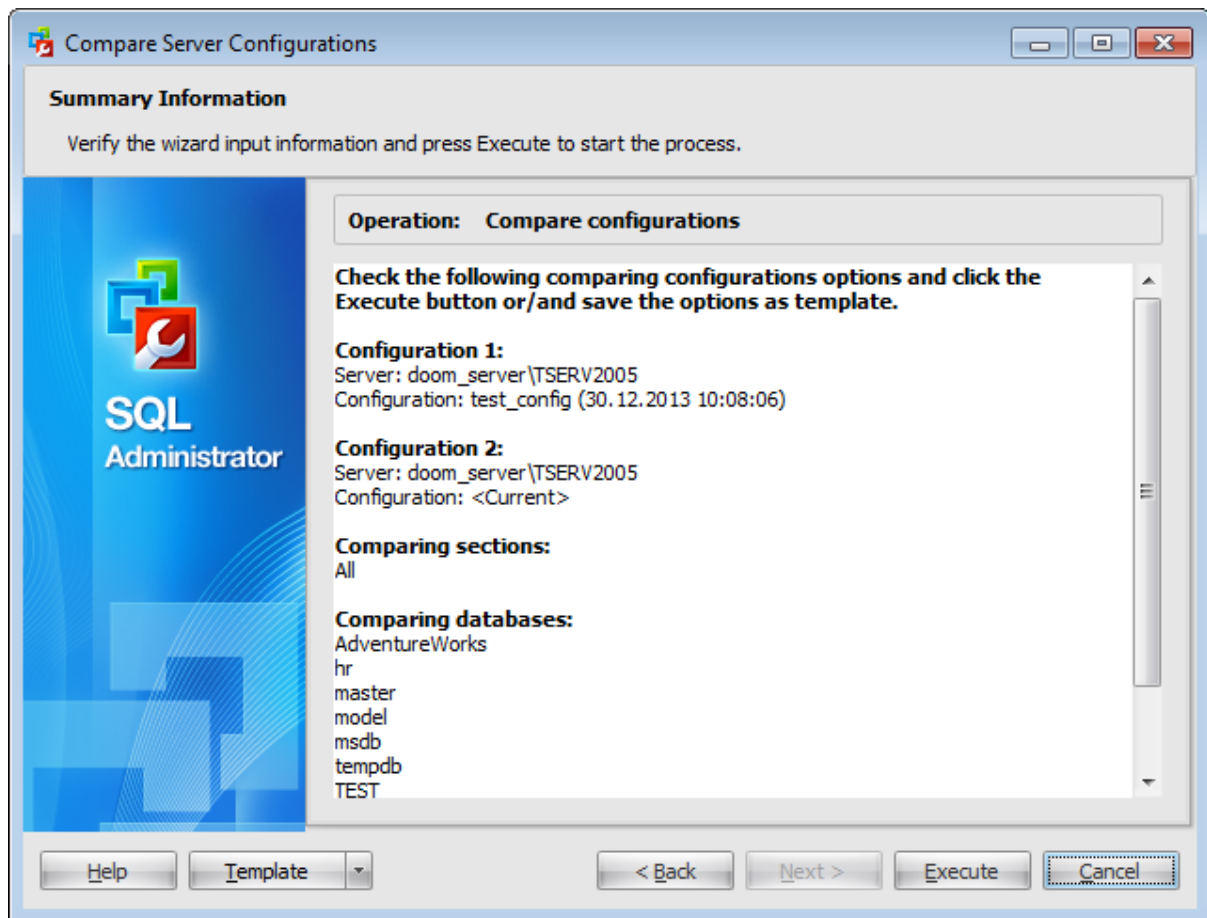 Compare Server Configurations
Summary Information
Verify the wizard input information and press Execute to start the process.
Operation: Compare configurations
Check the following comparing configurations options and click the
Execute button or/and save the options as template.
Configuration 1:
Server: doom_server\TSERV2005
Configuration: test_config (30.12.2013 10:08:06)
Configuration 2:
Server: doom_server\TSERV2005
Configuration: <Current>
Comparing sections:
All
Comparing databases:
AdventureWorks
hr
master
model
msdb
tempdb
TEST
SQL
Administrator
Help
Template
< Back
Next >
Execute
Cancel